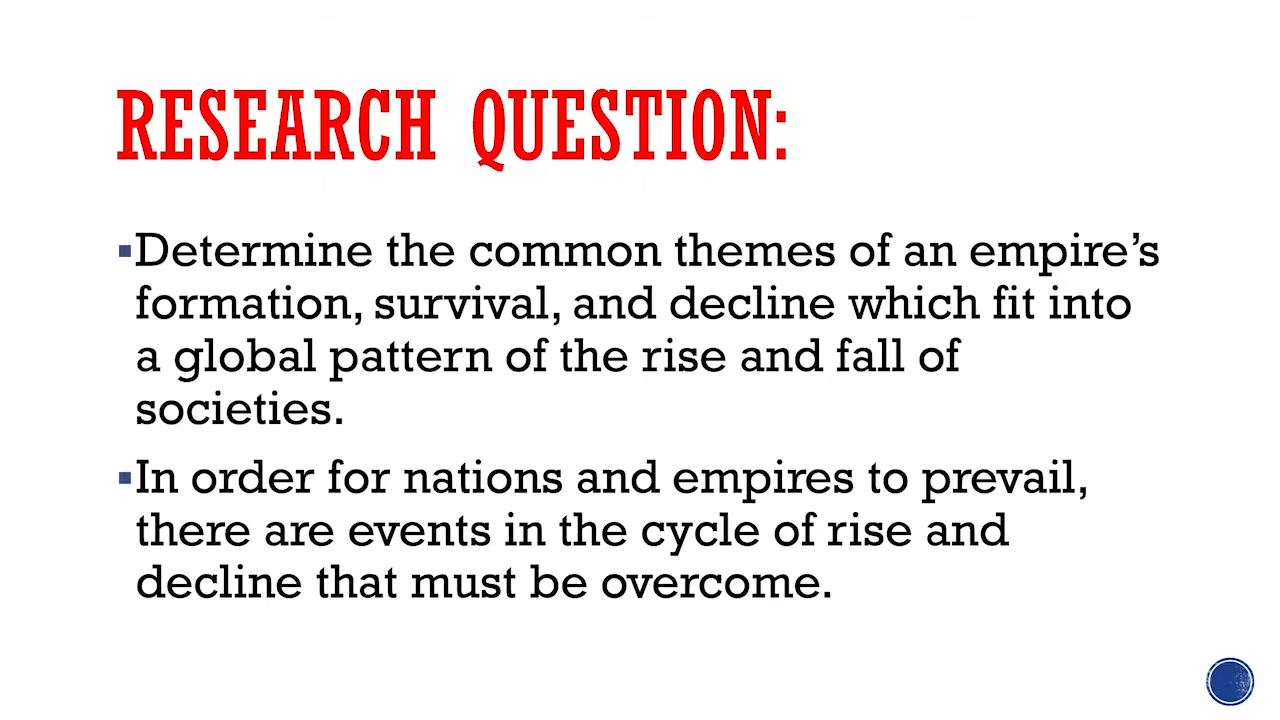 RESEARCH QUESTION:
▪Determine the common themes of an empire’s
formation, survival, and decline which fit into
a global pattern of the rise and fall of
societies.
▪In order for nations and empires to prevail,
there are events in the cycle of rise and
decline that must be overcome.